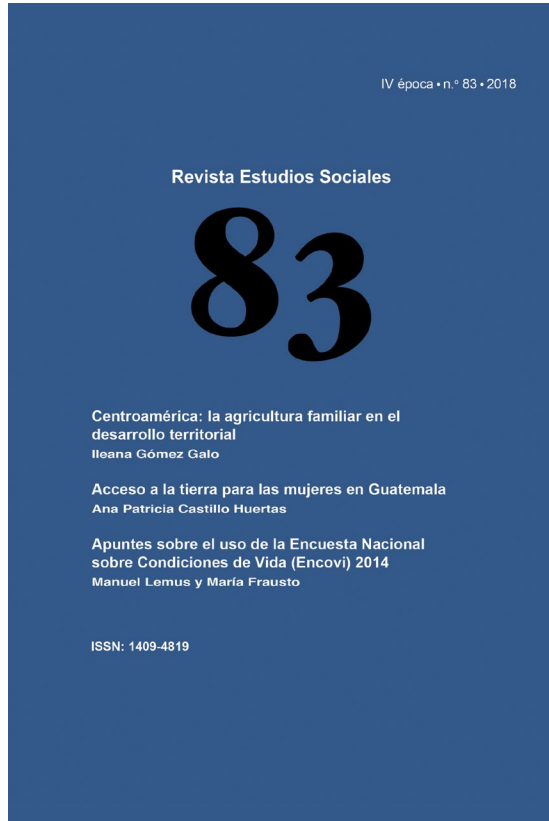 IV época • n.º 83 • 2018
Revista Estudios Sociales
83
Centroamérica: la agricultura familiar en el
desarrollo territorial
Ileana Gómez Galo
Acceso a la tierra para las mujeres en Guatemala
Ana Patricia Castillo Huertas
Apuntes sobre el uso de la Encuesta Nacional
sobre Condiciones de Vida (Encovi) 2014
Manuel Lemus y María Frausto
ISSN: 1409-4819